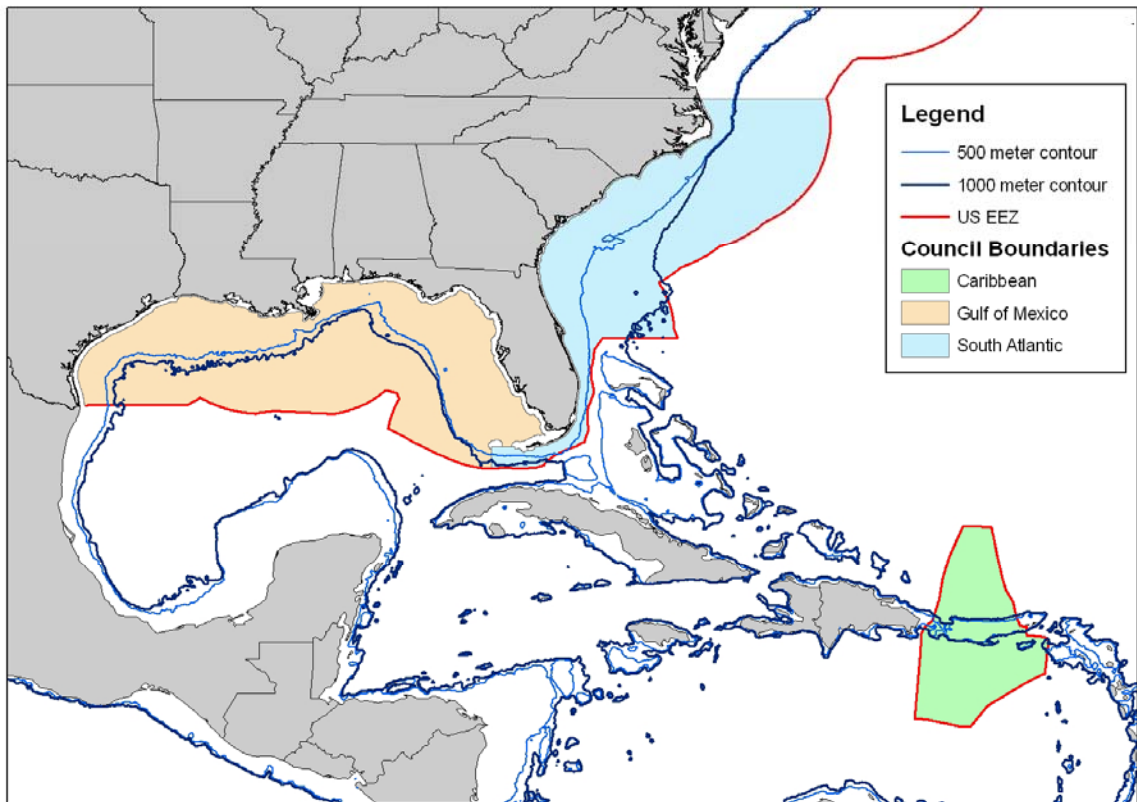 Legend
500 meter contour
1000 meter contour
US EEZ
Council Boundaries
Caribbean
Gulf of Mexico
South Atlantic